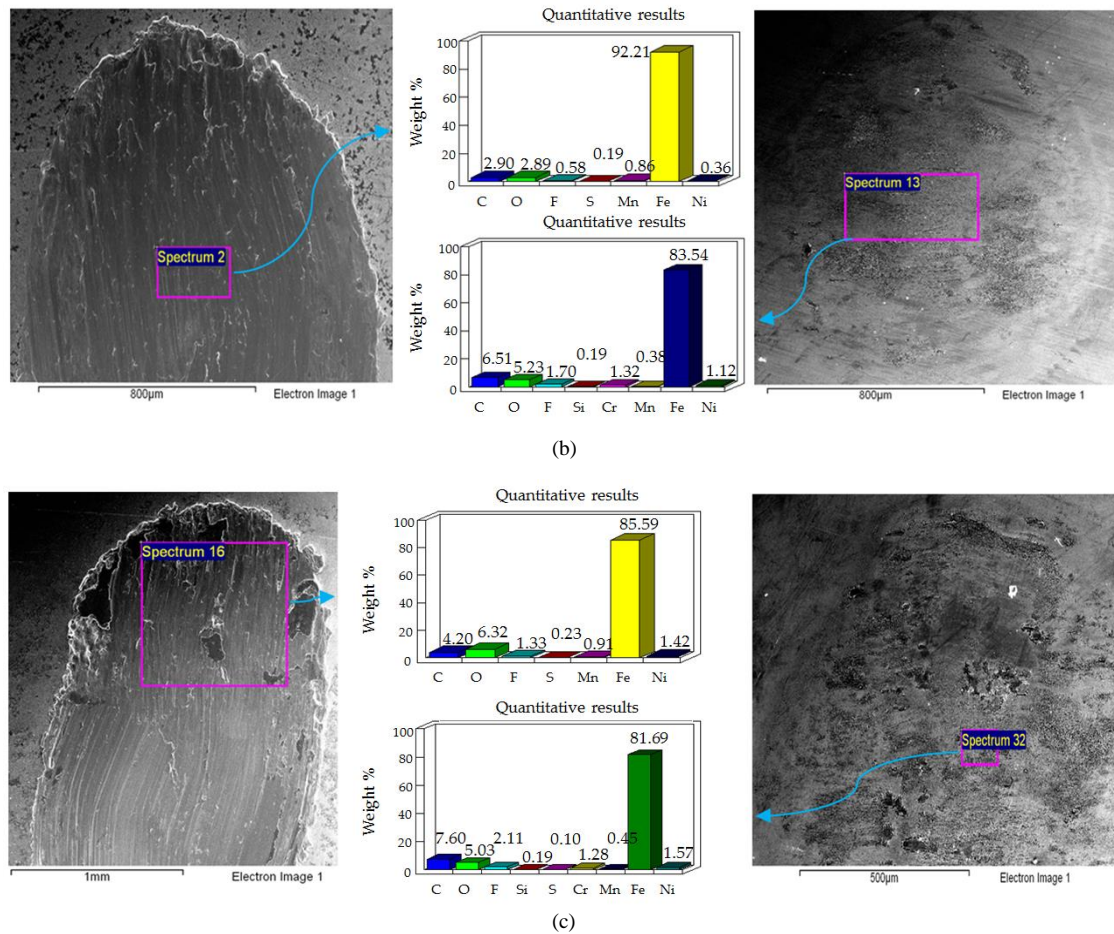 Quantitative results
Weight %
100
80
60
40
20
0
2.90 2.89 0.58 0.19 0.86 92.21 0.36
C O F S Mn Fe Ni
Spectrum 2
800µm Electron Image 1
Quantitative results
Weight %
100
80
60
40
20
0
6.51 5.23 1.70 0.19 1.32 0.38 83.54 1.12
C O F Si Cr Mn Fe Ni
Spectrum 13
800µm Electron Image 1
(b)
Spectrum 16
1mm Electron Image 1
Quantitative results
Weight %
100
80
60
40
20
0
4.20 6.32 1.33 0.23 0.91 85.59 1.42
C O F S Mn Fe Ni
Quantitative results
Weight %
100
80
60
40
20
0
7.60 5.03 2.11 0.19 0.10 1.28 0.45 81.69 1.57
C O F Si S Cr Mn Fe Ni
Spectrum 32
500µm Electron Image 1
(c)